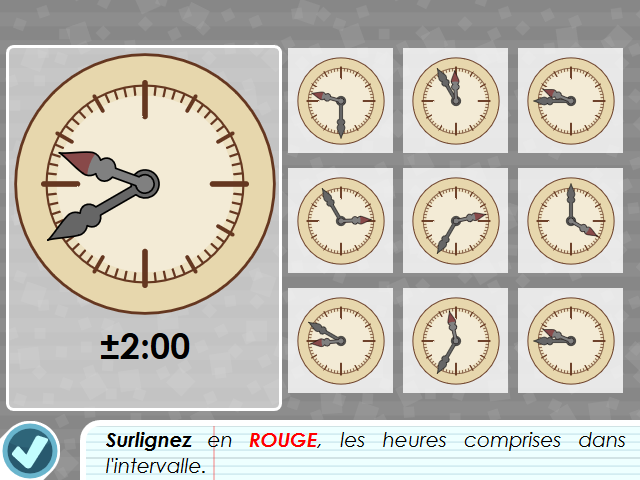 ±2:00
Surlignez en ROUGE, les heures comprises dans
l'intervalle.